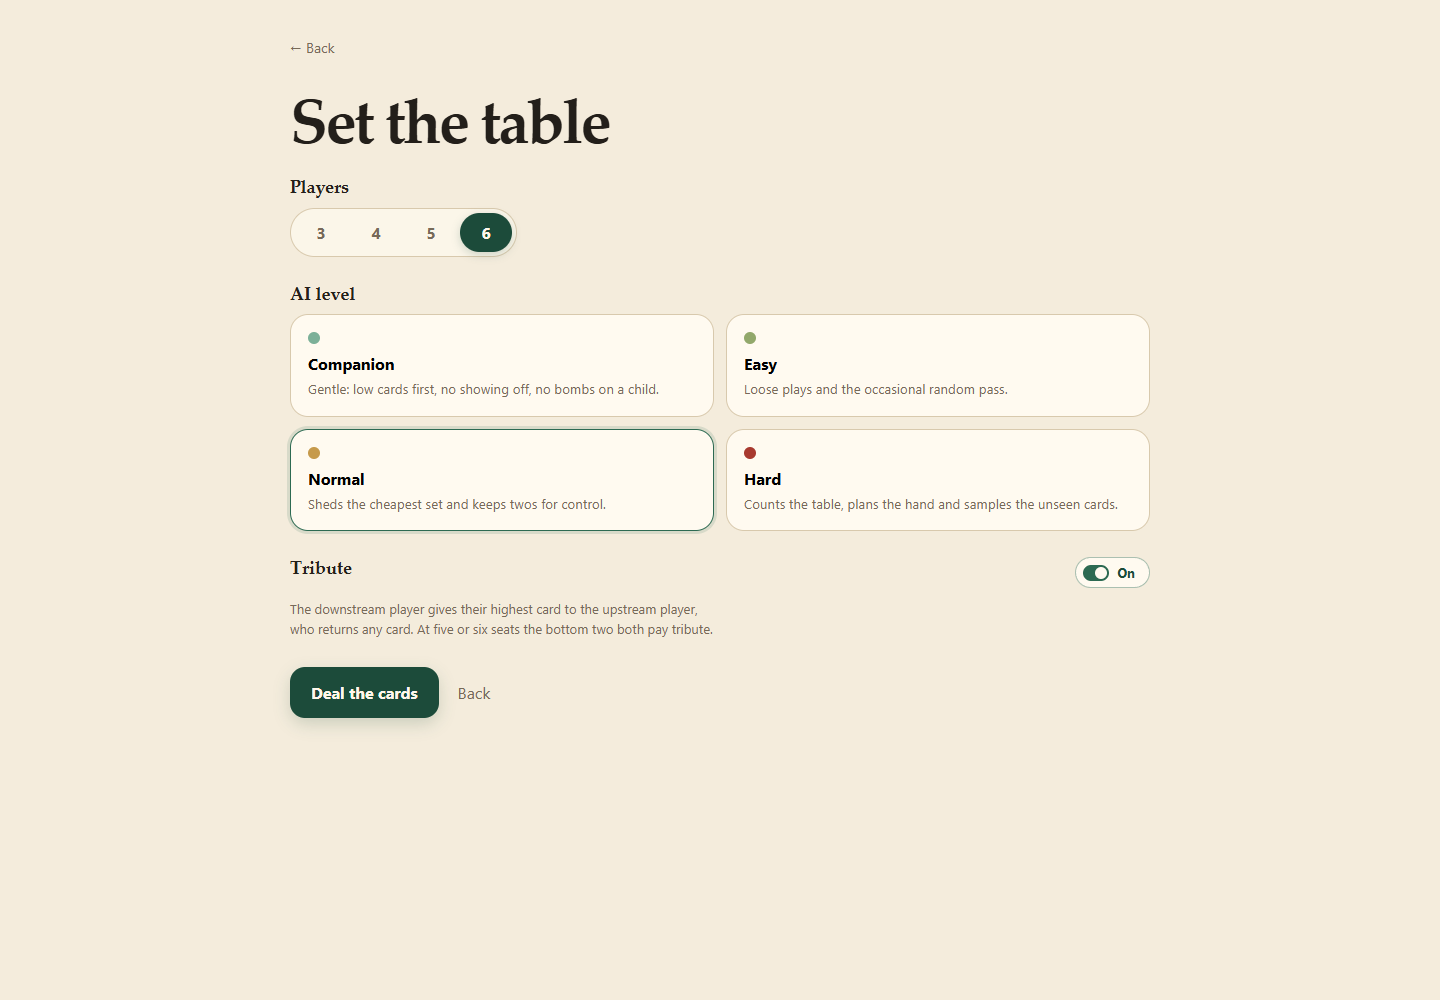 ← Back
Set the table
Players
3 4 5 6
AI level
Companion
Gentle: low cards first, no showing off, no bombs on a child.
Easy
Loose plays and the occasional random pass.
Normal
Sheds the cheapest set and keeps twos for control.
Hard
Counts the table, plans the hand and samples the unseen cards.
Tribute
On
The downstream player gives their highest card to the upstream player,
who returns any card. At five or six seats the bottom two both pay tribute.
Deal the cards
Back